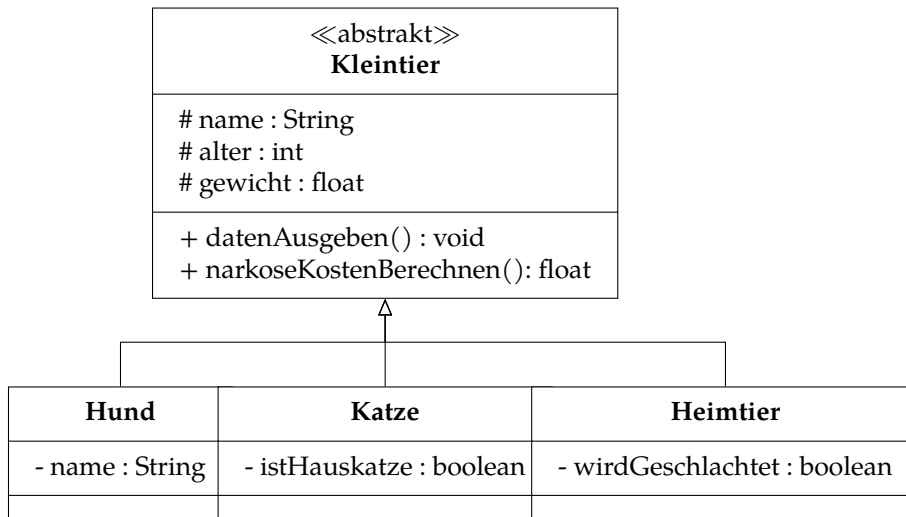 ≪abstrakt≫
Kleintier
# name : String
# alter : int
# gewicht : float
+ datenAusgeben() : void
+ narkoseKostenBerechnen(): float
Hund
- name : String
Katze
- istHauskatze : boolean
Heimtier
- wirdGeschlachtet : boolean